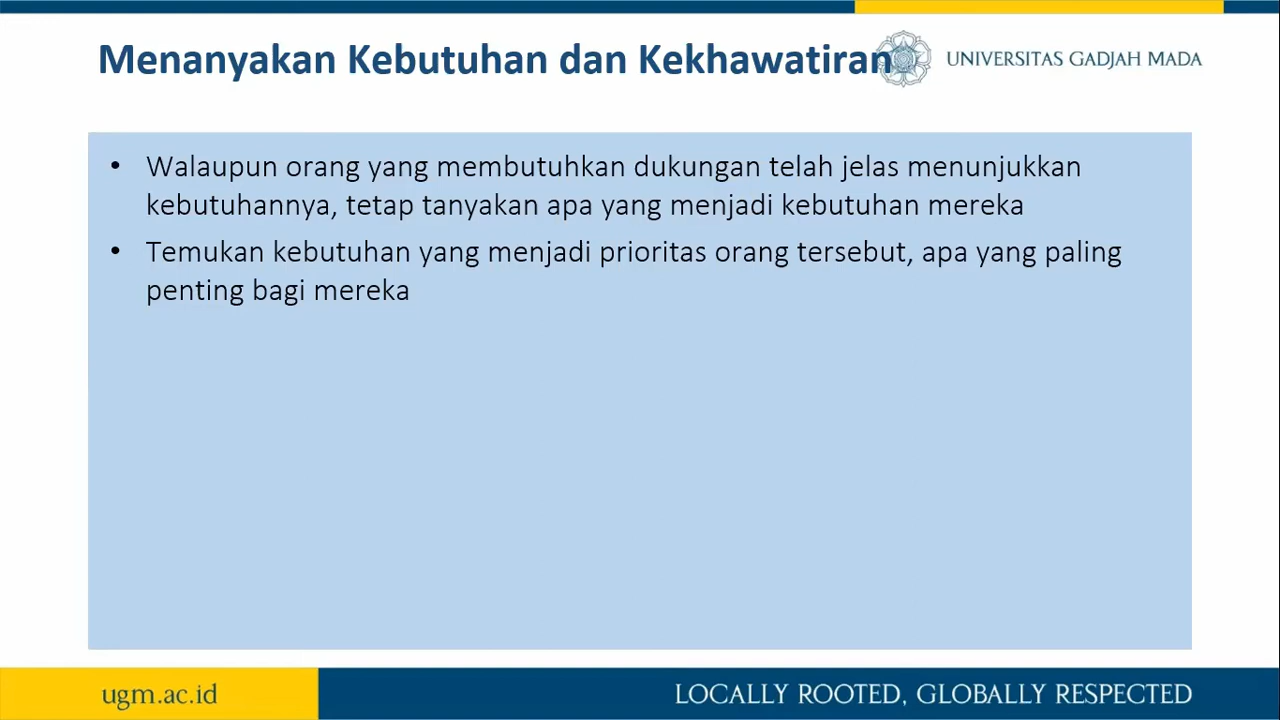 Menanyakan Kebutuhan dan Kekhawatiran
UNIVERSITAS GADJAH MADA
• Walaupun orang yang membutuhkan dukungan telah jelas menunjukkan
kebutuhannya, tetap tanyakan apa yang menjadi kebutuhan mereka
• Temukan kebutuhan yang menjadi prioritas orang tersebut, apa yang paling
penting bagi mereka
ugm.ac.id
LOCALLY ROOTED, GLOBALLY RESPECTED